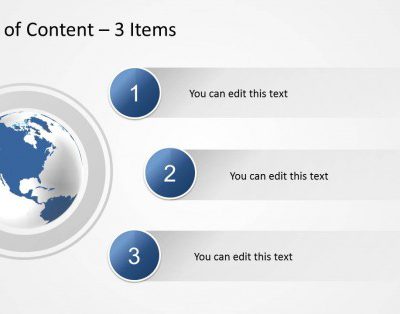 of Content – 3 Items
1
You can edit this text
2
You can edit this text
3
You can edit this text